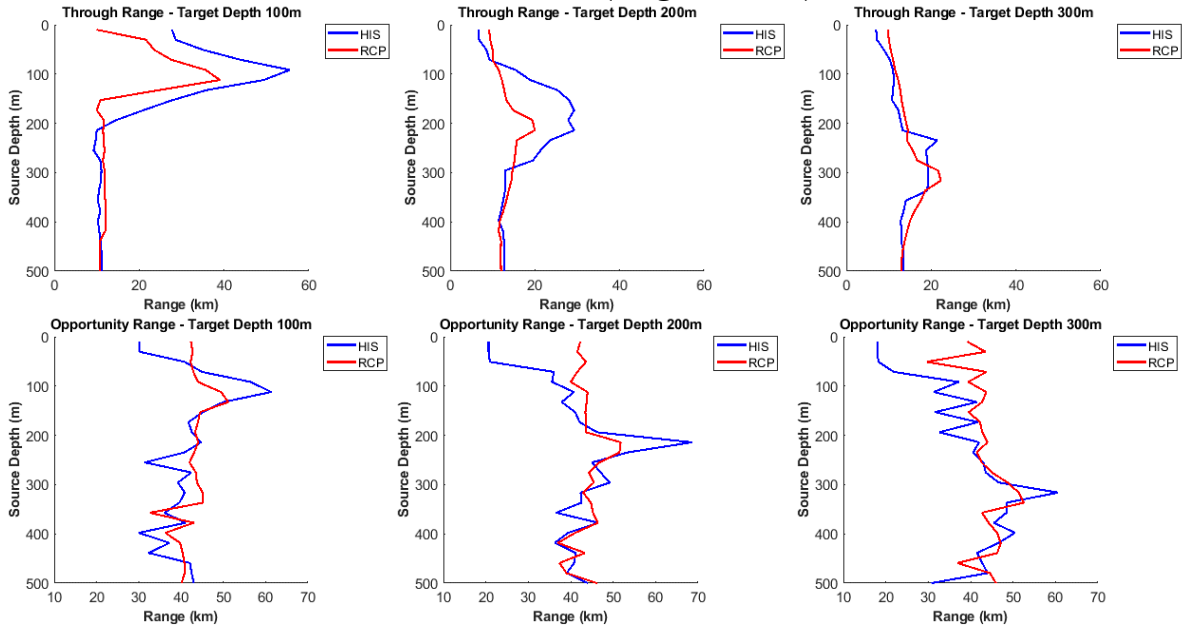 Through Range - Target Depth 100m
0
100
200
300
400
500
Source Depth (m)
0 20 40 60
Range (km)
HIS
RCP
Through Range - Target Depth 200m
0
100
200
300
400
500
Source Depth (m)
0 20 40 60
Range (km)
HIS
RCP
Through Range - Target Depth 300m
0
100
200
300
400
500
Source Depth (m)
0 20 40 60
Range (km)
HIS
RCP
Opportunity Range - Target Depth 100m
0
100
200
300
400
500
Source Depth (m)
10 20 30 40 50 60 70
Range (km)
HIS
RCP
Opportunity Range - Target Depth 200m
0
100
200
300
400
500
Source Depth (m)
10 20 30 40 50 60 70
Range (km)
HIS
RCP
Opportunity Range - Target Depth 300m
0
100
200
300
400
500
Source Depth (m)
10 20 30 40 50 60 70
Range (km)
HIS
RCP